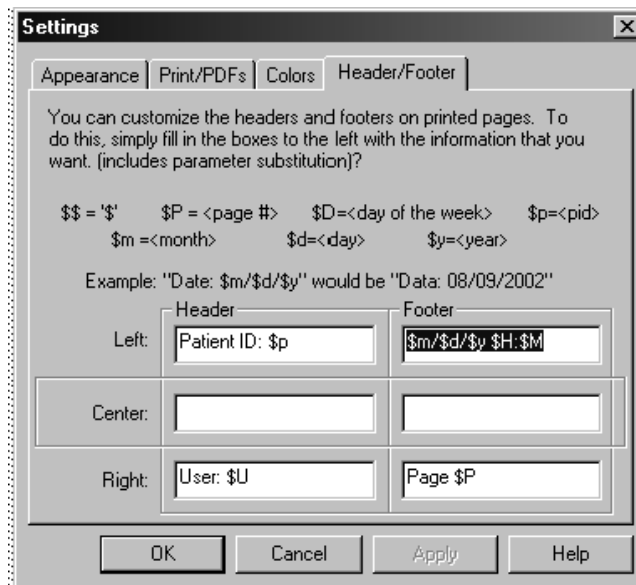 Settings
Appearance Print/PDFs Colors Header/Footer
You can customize the headers and footers on printed pages. To
do this, simply fill in the boxes to the left with the information that you
want. (includes parameter substitution)?
$$ = '$' $P = <page #> $D=<day of the week> $p=<pid>
$m =<month> $d=<day> $y=<year>
Example: "Date: $m/$d/$y" would be "Data: 08/09/2002"
Header Footer
Left: Patient ID: $p $m/$d/$y $H:$M
Center:
Right: User: $U Page $P
OK Cancel Apply Help